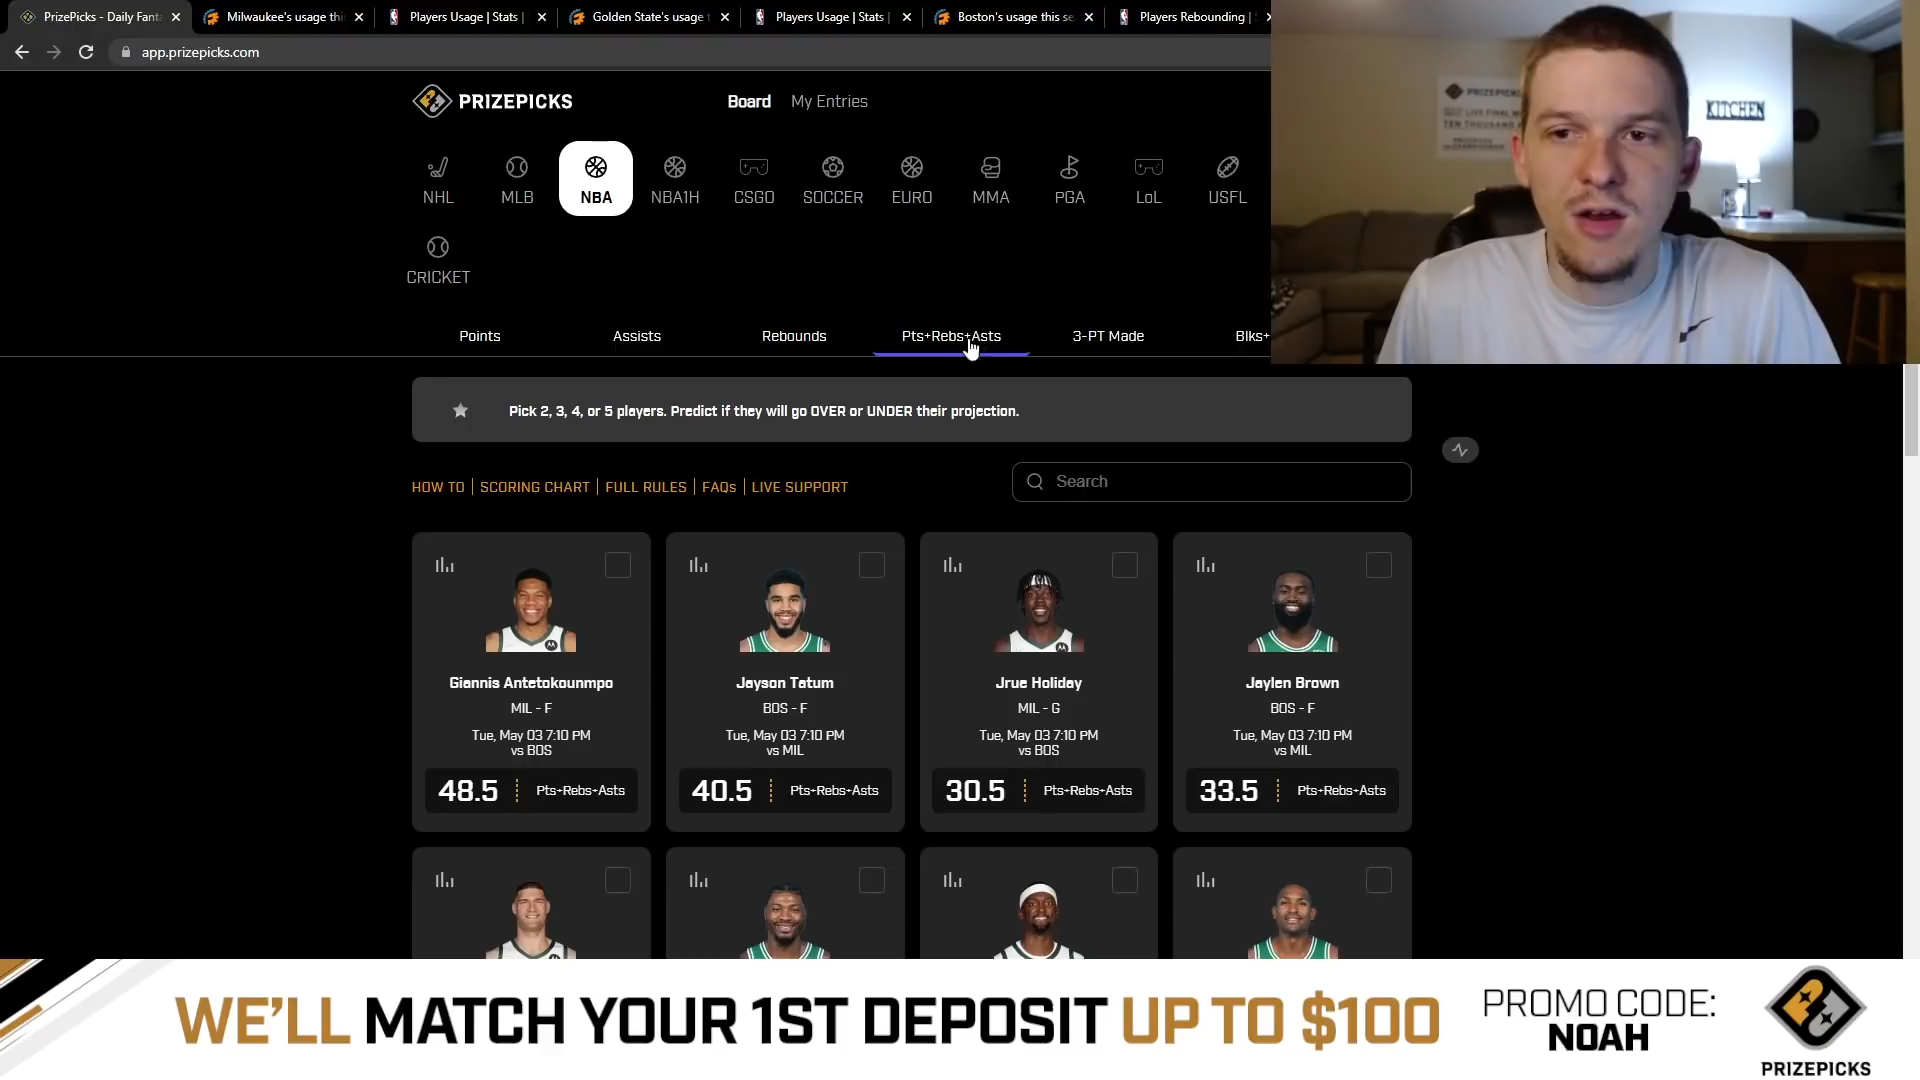 PrizePicks - Daily Fanta
Milwaukee's usage thi
Players Usage | Stats |
Golden State's usage t
Players Usage | Stats |
Boston's usage this se
Players Rebounding |
app.prizepicks.com
PRIZEPICKS
Board
My Entries
NHL
MLB
NBA
NBA1H
CSGO
SOCCER
EURO
MMA
PGA
LoL
USFL
CRICKET
Points
Assists
Rebounds
Pts+Rebs+Asts
3-PT Made
Blks+
PRIZEPICKS
KITCHEN
Pick 2, 3, 4, or 5 players. Predict if they will go OVER or UNDER their projection.
HOW TO | SCORING CHART | FULL RULES | FAQs | LIVE SUPPORT
Search
Giannis Antetokounmpo
MIL - F
Tue, May 03 7:10 PM
vs BOS
48.5 Pts+Rebs+Asts
Jayson Tatum
BOS - F
Tue, May 03 7:10 PM
vs MIL
40.5 Pts+Rebs+Asts
Jrue Holiday
MIL - G
Tue, May 03 7:10 PM
vs BOS
30.5 Pts+Rebs+Asts
Jaylen Brown
BOS - F
Tue, May 03 7:10 PM
vs MIL
33.5 Pts+Rebs+Asts
WE'LL MATCH YOUR 1ST DEPOSIT UP TO $100
PROMO CODE:
NOAH
PRIZEPICKS